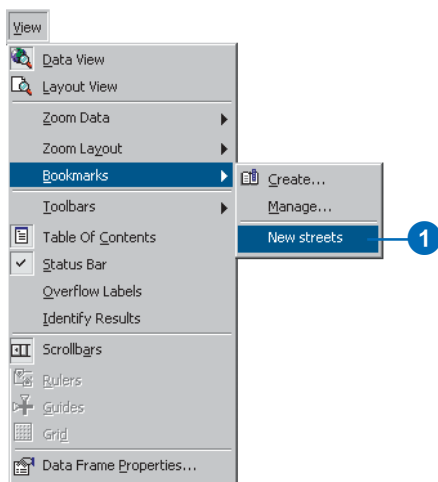 View
Data View
Layout View
Zoom Data
Zoom Layout
Bookmarks
Create...
Manage...
New streets
1
Toolbars
Table Of Contents
Status Bar
Overflow Labels
Identify Results
Scrollbars
Rulers
Guides
Grid
Data Frame Properties...